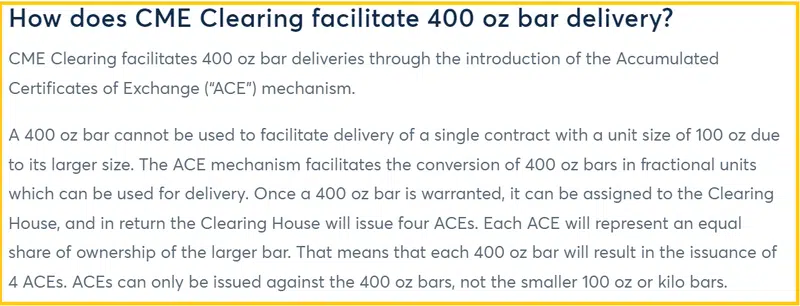 How does CME Clearing facilitate 400 oz bar delivery?
CME Clearing facilitates 400 oz bar deliveries through the introduction of the Accumulated
Certificates of Exchange (“ACE”) mechanism.
A 400 oz bar cannot be used to facilitate delivery of a single contract with a unit size of 100 oz due
to its larger size. The ACE mechanism facilitates the conversion of 400 oz bars in fractional units
which can be used for delivery. Once a 400 oz bar is warranted, it can be assigned to the Clearing
House, and in return the Clearing House will issue four ACEs. Each ACE will represent an equal
share of ownership of the larger bar. That means that each 400 oz bar will result in the issuance of
4 ACEs. ACEs can only be issued against the 400 oz bars, not the smaller 100 oz or kilo bars.